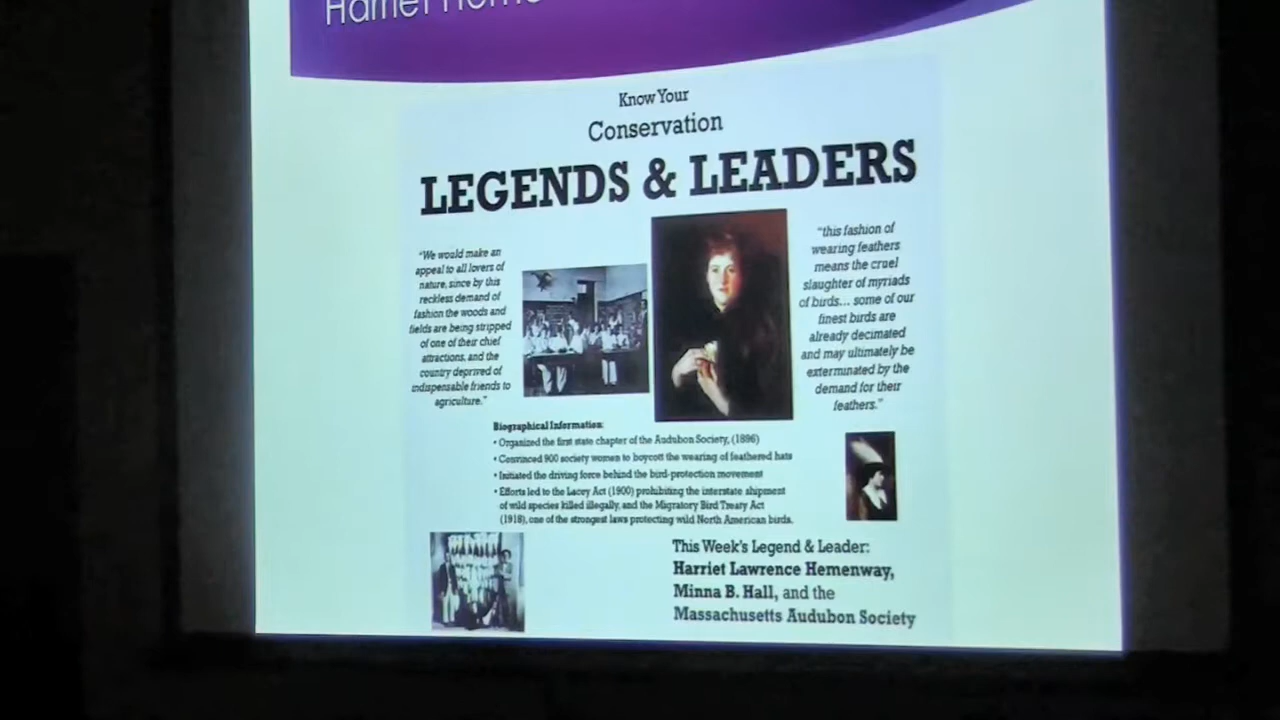 Harriet Heme
Know Your
Conservation
LEGENDS & LEADERS
"We would make an
appeal to all lovers of
nature, since by this
reckless demand of
fashion the woods and
fields are being stripped
of one of their chief
attractions, and the
country deprived of
indispensable friends to
agriculture."
"this fashion of
wearing feathers
means the cruel
slaughter of myriads
of birds... some of our
finest birds are
already decimated
and may ultimately be
exterminated by the
demand for their
feathers."
Biographical Information:
• Organized the first state chapter of the Audubon Society, (1896)
• Convinced 900 society women to boycott the wearing of feathered hats
• Initiated the driving force behind the bird-protection movement
• Efforts led to the Lacey Act (1900) prohibiting the interstate shipment
of wild species killed illegally, and the Migratory Bird Treaty Act
(1918), one of the strongest laws protecting wild North American birds.
This Week's Legend & Leader:
Harriet Lawrence Hemenway,
Minna B. Hall, and the
Massachusetts Audubon Society